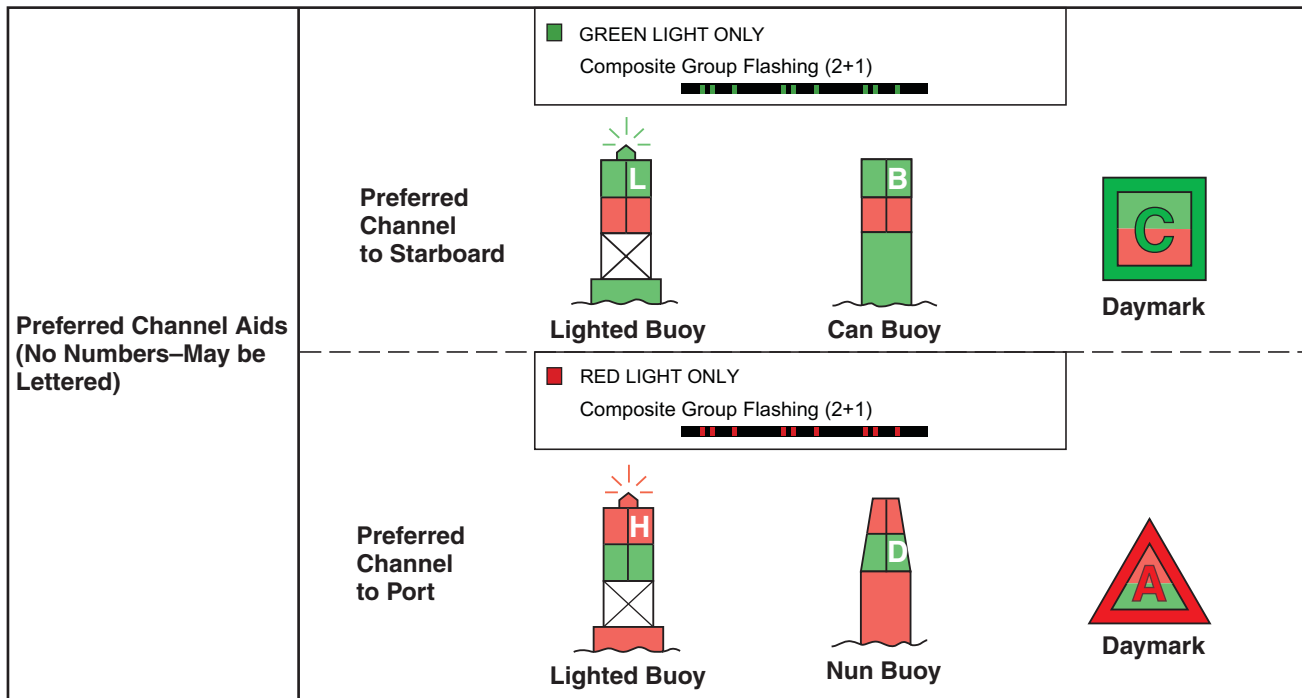 Preferred Channel Aids
(No Numbers–May be
Lettered)
GREEN LIGHT ONLY
Composite Group Flashing (2+1)
Preferred
Channel
to Starboard
L
B
C
Lighted Buoy
Can Buoy
Daymark
RED LIGHT ONLY
Composite Group Flashing (2+1)
Preferred
Channel
to Port
H
D
A
Lighted Buoy
Nun Buoy
Daymark